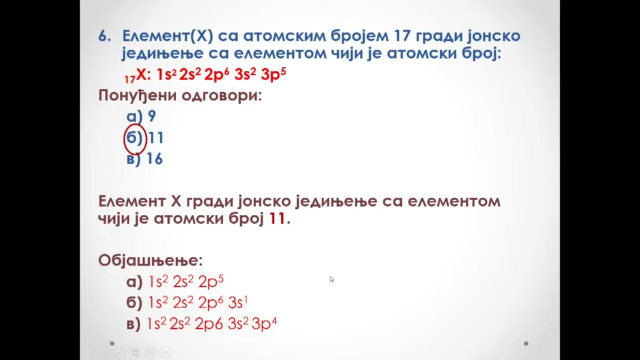 6. Елемент(X) са атомским бројем 17 гради јонско
једињење са елементом чији је атомски број:
₁₇X: 1s² 2s² 2p⁶ 3s² 3p⁵
Понуђени одговори:
а) 9
б) 11
в) 16
Елемент X гради јонско једињење са елементом
чији је атомски број 11.
Објашњење:
а) 1s² 2s² 2p⁵
б) 1s² 2s² 2p⁶ 3s¹
в) 1s² 2s² 2p6 3s² 3p⁴